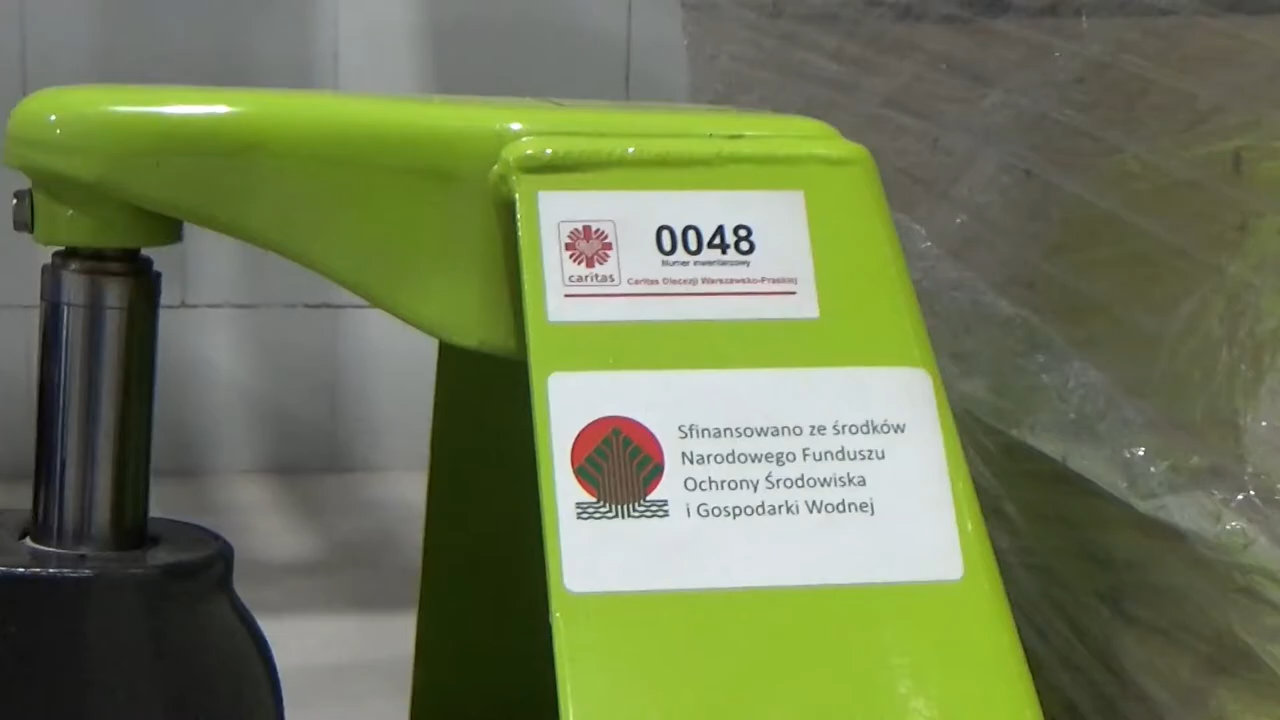 0048
Numer inwentarzowy
caritas
Caritas Diecezji Warszawsko-Praskiej
Sfinansowano ze środków
Narodowego Funduszu
Ochrony Środowiska
i Gospodarki Wodnej